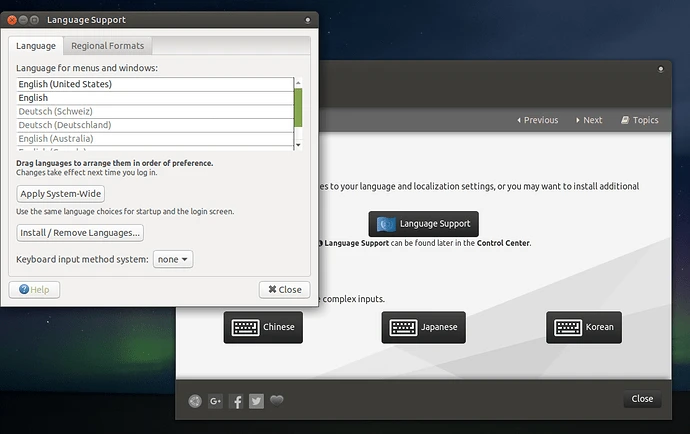 Language Support
Language
Regional Formats
Language for menus and windows:
English (United States)
English
Deutsch (Schweiz)
Deutsch (Deutschland)
English (Australia)
Drag languages to arrange them in order of preference.
Changes take effect next time you log in.
Apply System-Wide
Use the same language choices for startup and the login screen.
Install / Remove Languages...
Keyboard input method system: none
Help
Close
Previous
Next
Topics
to your language and localization settings, or you may want to install additional
Language Support
Language Support can be found later in the Control Center.
complex inputs.
Chinese
Japanese
Korean
Close